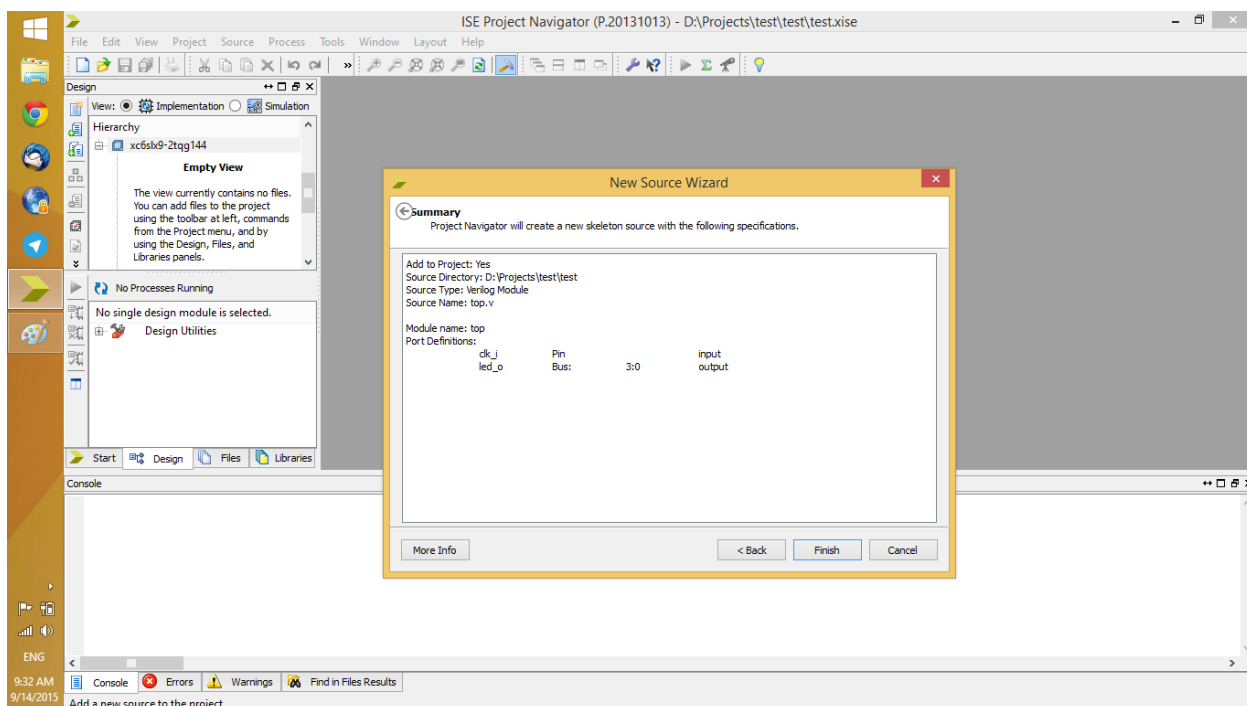 ISE Project Navigator (P.20131013) - D:\Projects\test\test\test.xise
File Edit View Project Source Process Tools Window Layout Help
Design
View: Implementation Simulation
Hierarchy
xc6slx9-2tqg144
Empty View
The view currently contains no files.
You can add files to the project
using the toolbar at left, commands
from the Project menu, and by
using the Design, Files, and
Libraries panels.
No Processes Running
No single design module is selected.
Design Utilities
Start Design Files Libraries
New Source Wizard
Summary
Project Navigator will create a new skeleton source with the following specifications.
Add to Project: Yes
Source Directory: D:\Projects\test\test
Source Type: Verilog Module
Source Name: top.v
Module name: top
Port Definitions:
clk_i Pin input
led_o Bus: 3:0 output
More Info < Back Finish Cancel
Console
Console Errors Warnings Find in Files Results
Add a new source to the project
ENG
9:32 AM
9/14/2015